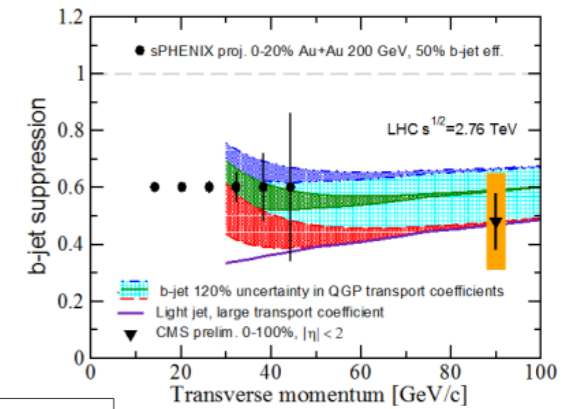 1.2
sPHENIX proj. 0-20% Au+Au 200 GeV, 50% b-jet eff.
1
LHC s^1/2=2.76 TeV
0.8
0.6
0.4
b-jet suppression
b-jet 120% uncertainty in QGP transport coefficients
0.2
Light jet, large transport coefficient
CMS prelim. 0-100%, |η| < 2
0
0 20 40 60 80 100
Transverse momentum [GeV/c]